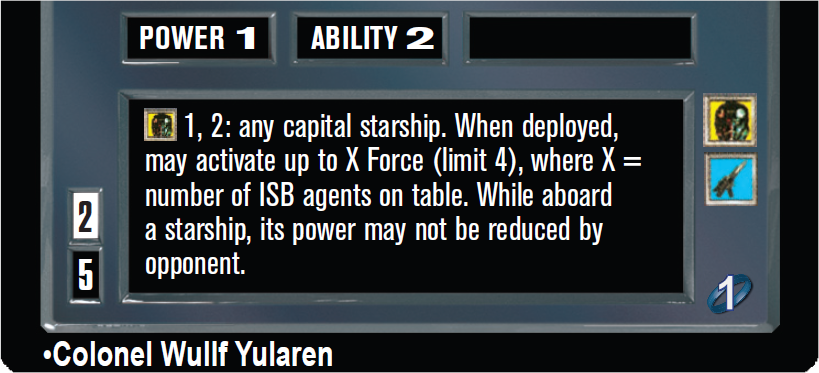 POWER 1 ABILITY 2
1, 2: any capital starship. When deployed,
may activate up to X Force (limit 4), where X =
number of ISB agents on table. While aboard
a starship, its power may not be reduced by
opponent.
2
5
1
•Colonel Wullf Yularen